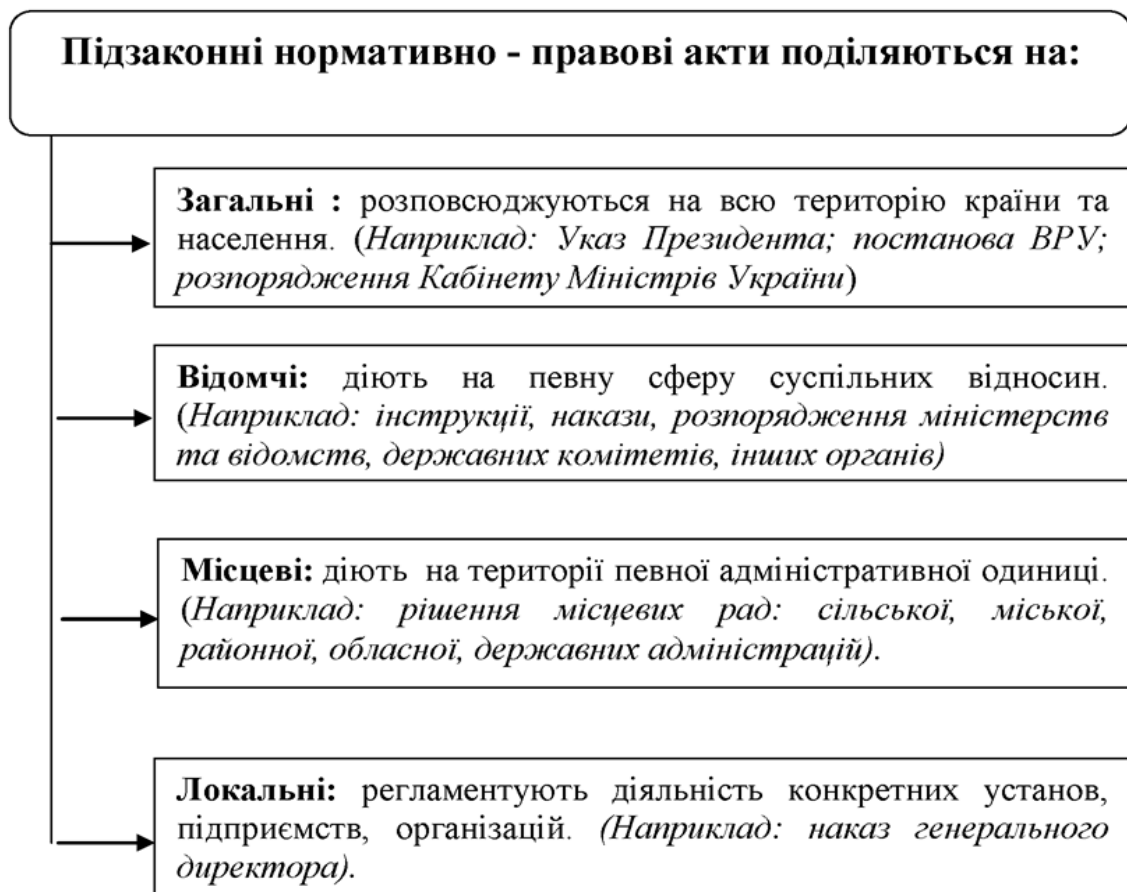 Підзаконні нормативно - правові акти поділяються на:
Загальні : розповсюджуються на всю територію країни та
населення. (Наприклад: Указ Президента; постанова ВРУ;
розпорядження Кабінету Міністрів України)
Відомчі: діють на певну сферу суспільних відносин.
(Наприклад: інструкції, накази, розпорядження міністерств
та відомств, державних комітетів, інших органів)
Місцеві: діють на території певної адміністративної одиниці.
(Наприклад: рішення місцевих рад: сільської, міської,
районної, обласної, державних адміністрацій).
Локальні: регламентують діяльність конкретних установ,
підприємств, організацій. (Наприклад: наказ генерального
директора).